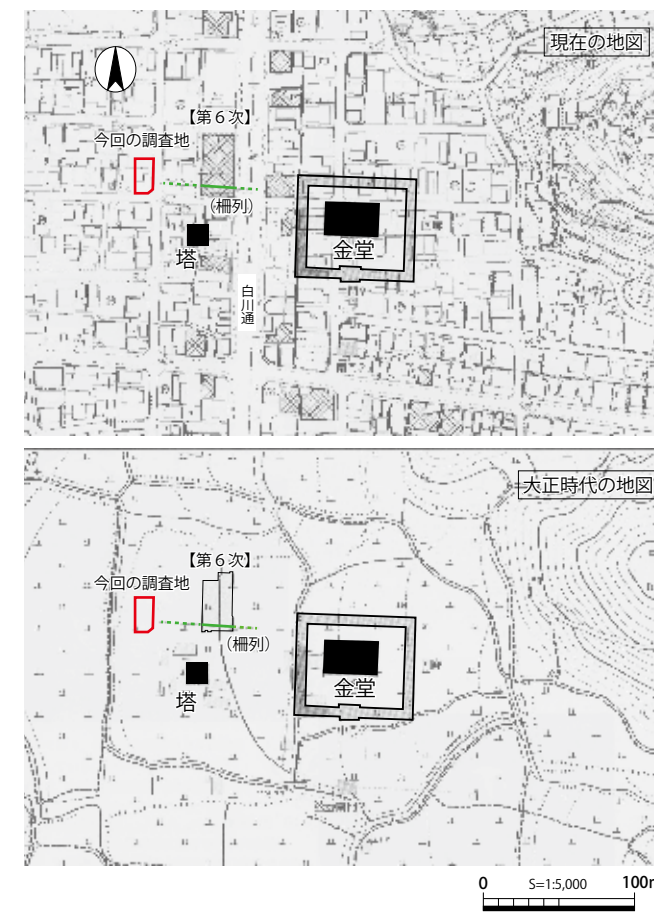 現在の地図
【第６次】
今回の調査地
（柵列）
塔
金堂
白川通
大正時代の地図
【第６次】
今回の調査地
（柵列）
塔
金堂
0 S=1:5,000 100m